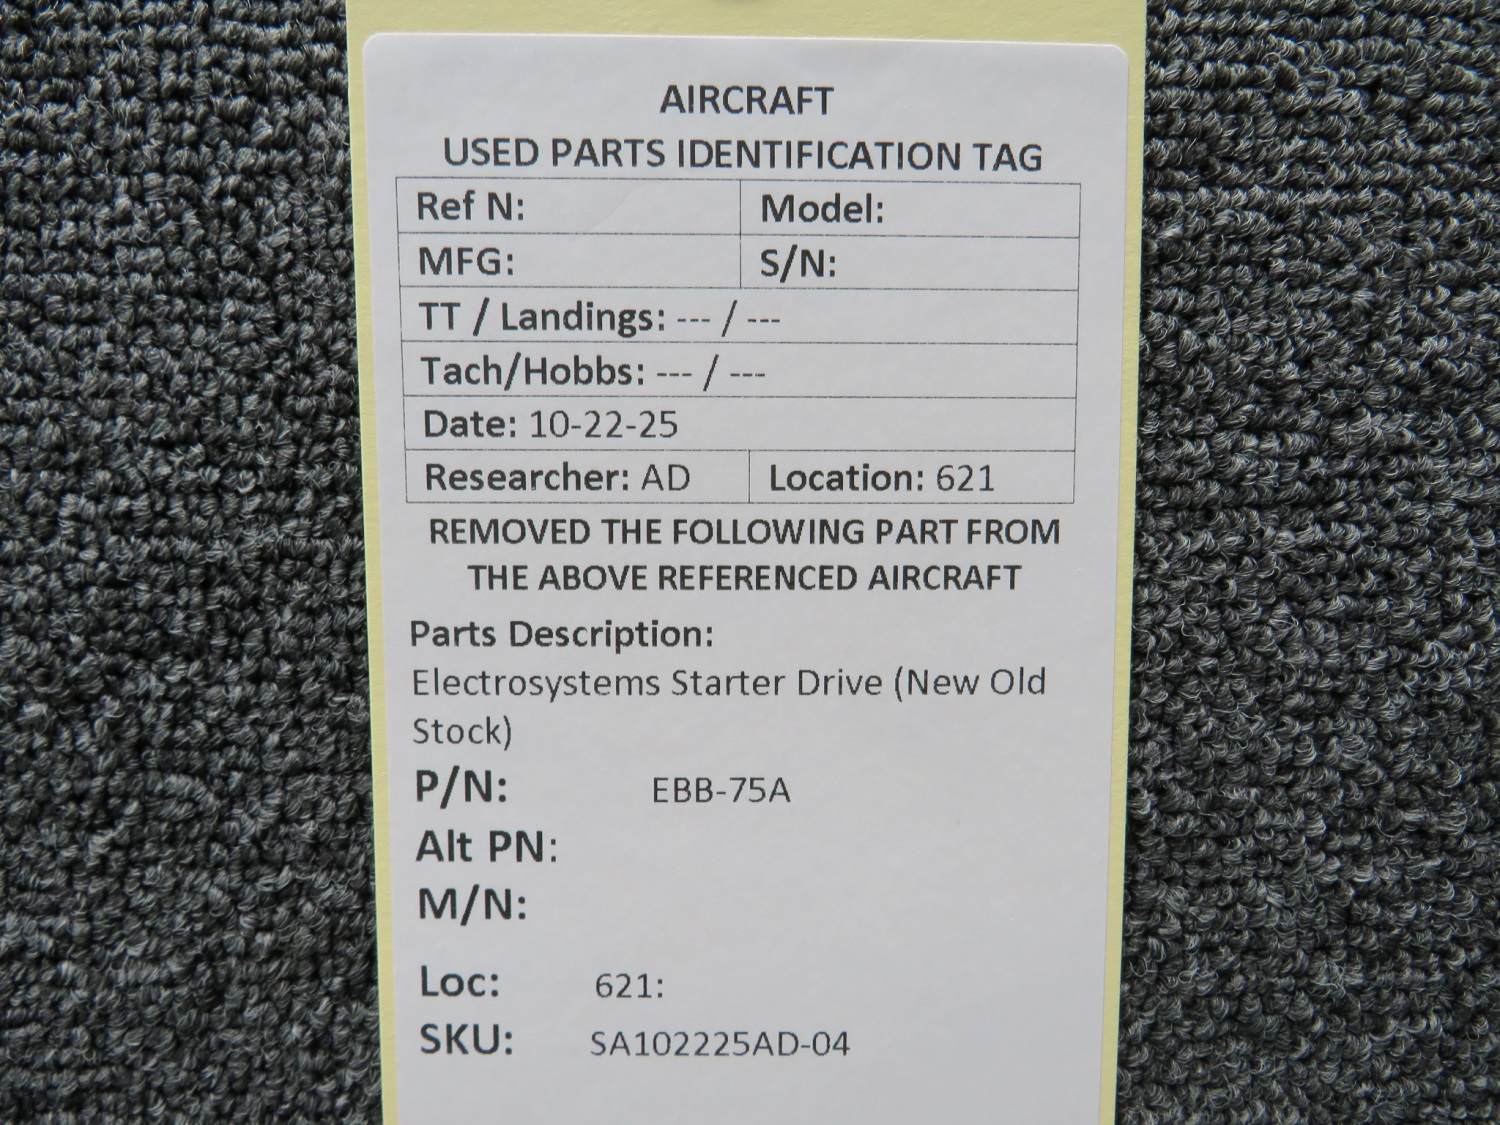 AIRCRAFT
USED PARTS IDENTIFICATION TAG
Ref N: Model:
MFG: S/N:
TT / Landings: --- / ---
Tach/Hobbs: --- / ---
Date: 10-22-25
Researcher: AD Location: 621
REMOVED THE FOLLOWING PART FROM
THE ABOVE REFERENCED AIRCRAFT
Parts Description:
Electrosystems Starter Drive (New Old
Stock)
P/N: EBB-75A
Alt PN:
M/N:
Loc: 621:
SKU: SA102225AD-04